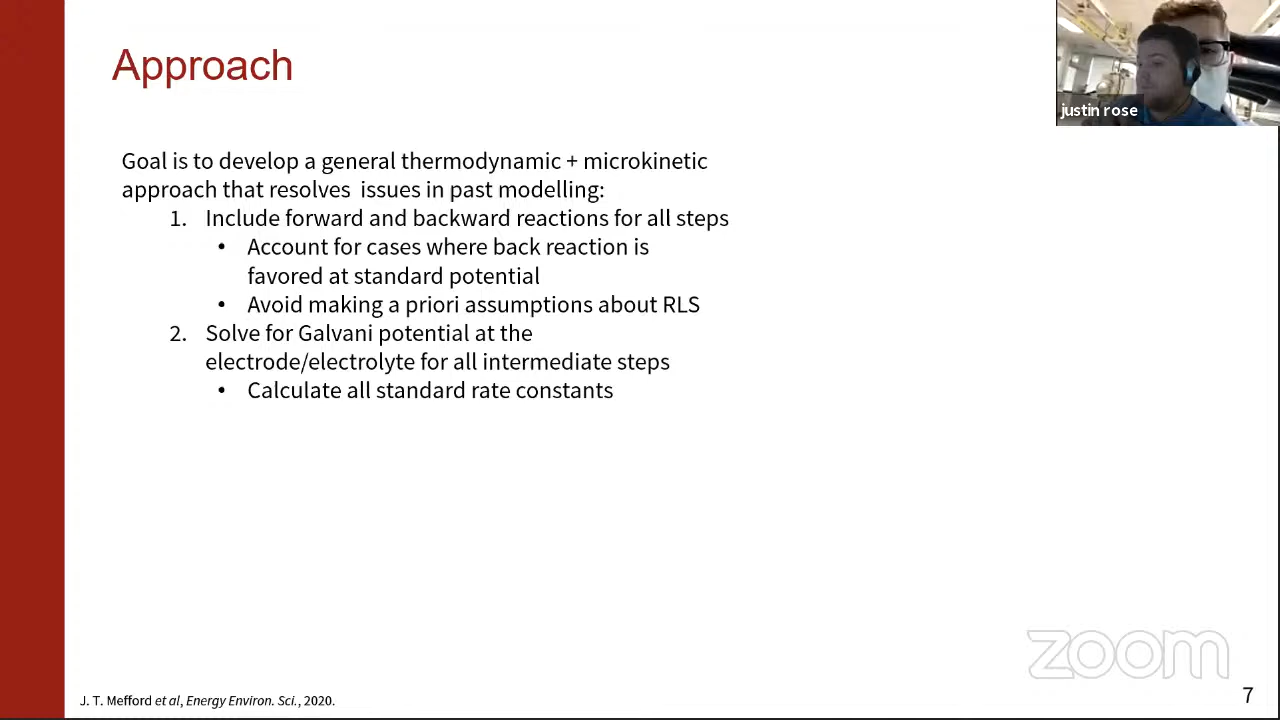 Approach
justin rose
Goal is to develop a general thermodynamic + microkinetic
approach that resolves issues in past modelling:
1. Include forward and backward reactions for all steps
• Account for cases where back reaction is
favored at standard potential
• Avoid making a priori assumptions about RLS
2. Solve for Galvani potential at the
electrode/electrolyte for all intermediate steps
• Calculate all standard rate constants
zoom
J. T. Mefford et al, Energy Environ. Sci., 2020.
7